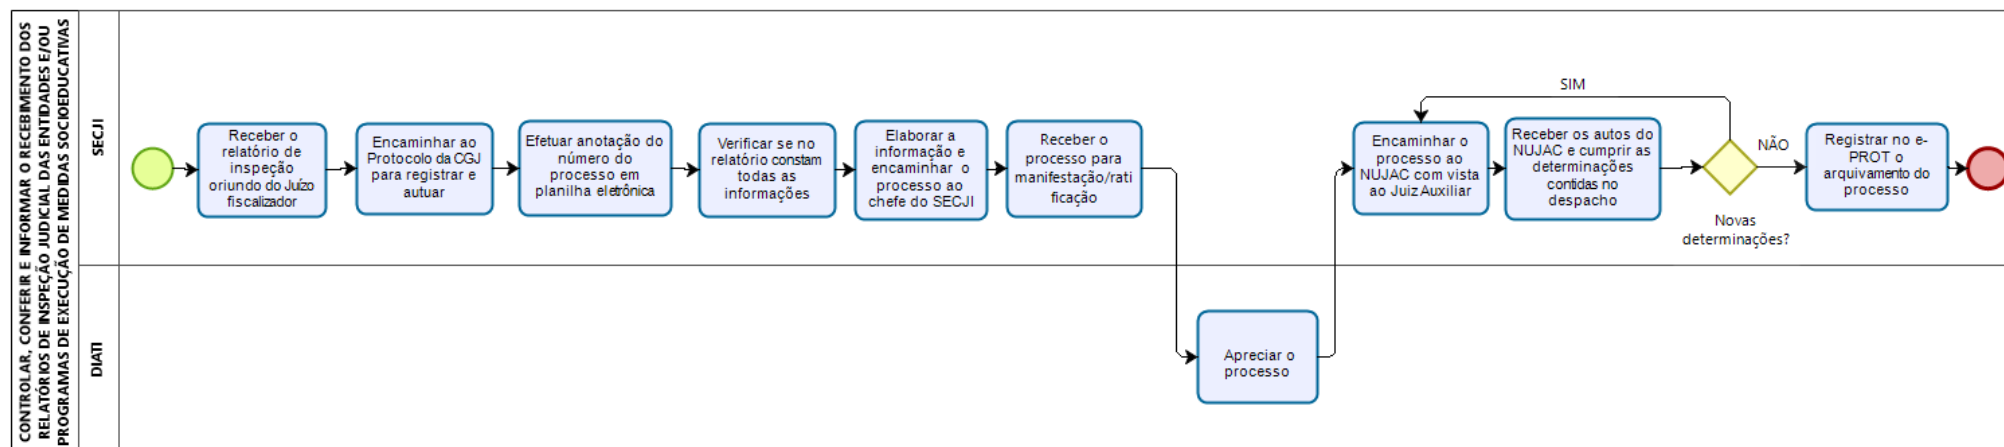 CONTROLAR, CONFERIR E INFORMAR O RECEBIMENTO DOS
RELATÓRIOS DE INSPEÇÃO JUDICIAL DAS ENTIDADES E/OU
PROGRAMAS DE EXECUÇÃO DE MEDIDAS SOCIOEDUCATIVAS
SECJI
Receber o
relatório de
inspeção
oriundo do Juízo
fiscalizador
Encaminhar ao
Protocolo da CGJ
para registrar e
autuar
Efetuar anotação do
número do
processo em
planilha eletrônica
Verificar se no
relatório constam
todas as
informações
Elaborar a
informação e
encaminhar o
processo ao
chefe do SECJI
Receber o
processo para
manifestação/rati
ficação
Encaminhar o
processo ao
NUJAC com vista
ao Juiz Auxiliar
Receber os autos do
NUJAC e cumprir as
determinações
contidas no
despacho
SIM
NÃO
Novas
determinações?
Registrar no e-
PROT o
arquivamento do
processo
DIATI
Apreciar o
processo